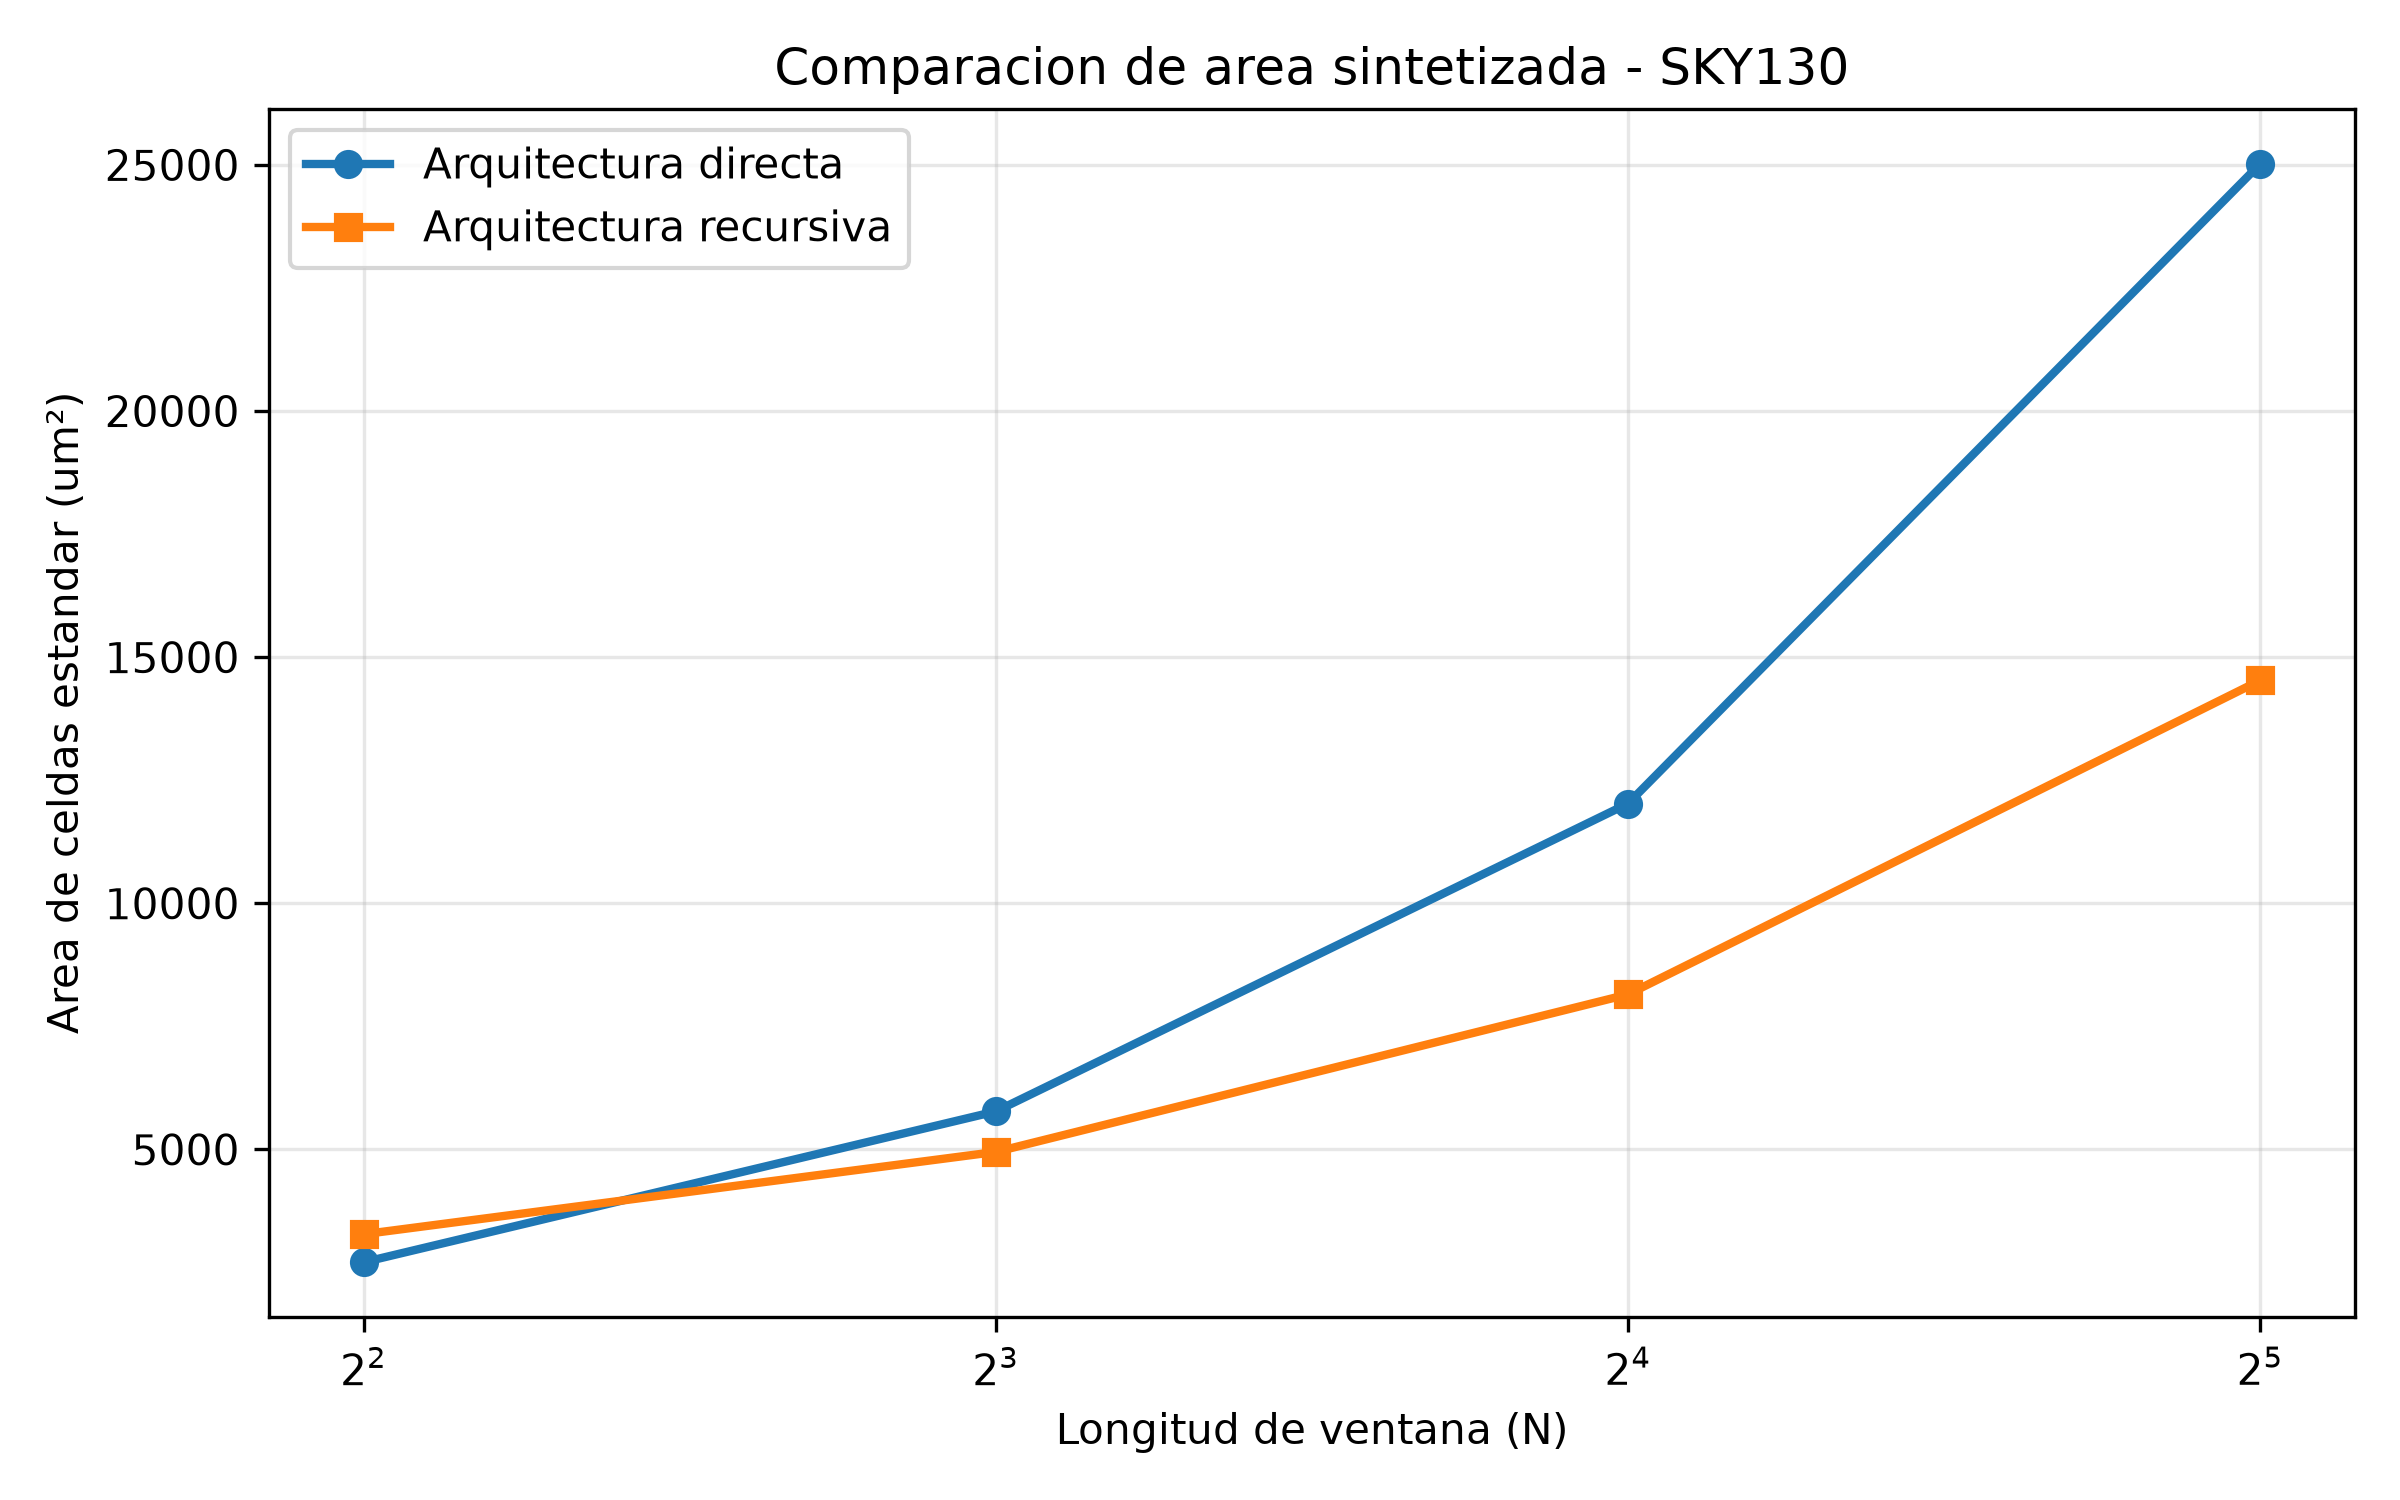 Comparacion de area sintetizada - SKY130
Arquitectura directa
Arquitectura recursiva
Area de celdas estandar (um²)
25000
20000
15000
10000
5000
2² 2³ 2⁴ 2⁵
Longitud de ventana (N)